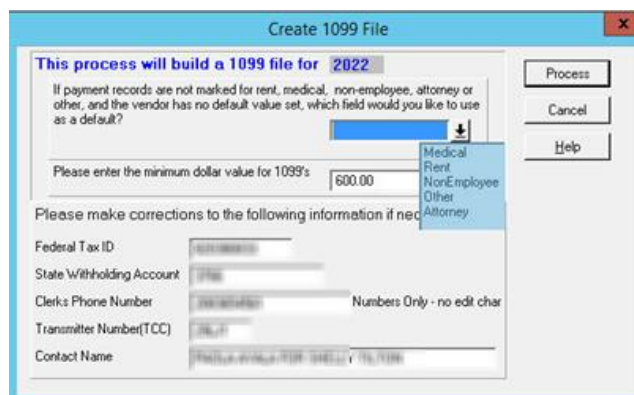 Create 1099 File
x
This process will build a 1099 file for 2022
If payment records are not marked for rent, medical, non-employee, attorney or
other, and the vendor has no default value set, which field would you like to use
as a default?
Process
Cancel
Help
Medical
Rent
NonEmployee
Other
Attorney
Please enter the minimum dollar value for 1099's
600.00
Please make corrections to the following information if nec
Federal Tax ID
State Withholding Account
Clerks Phone Number
Numbers Only - no edit char
Transmitter Number(TCC)
Contact Name